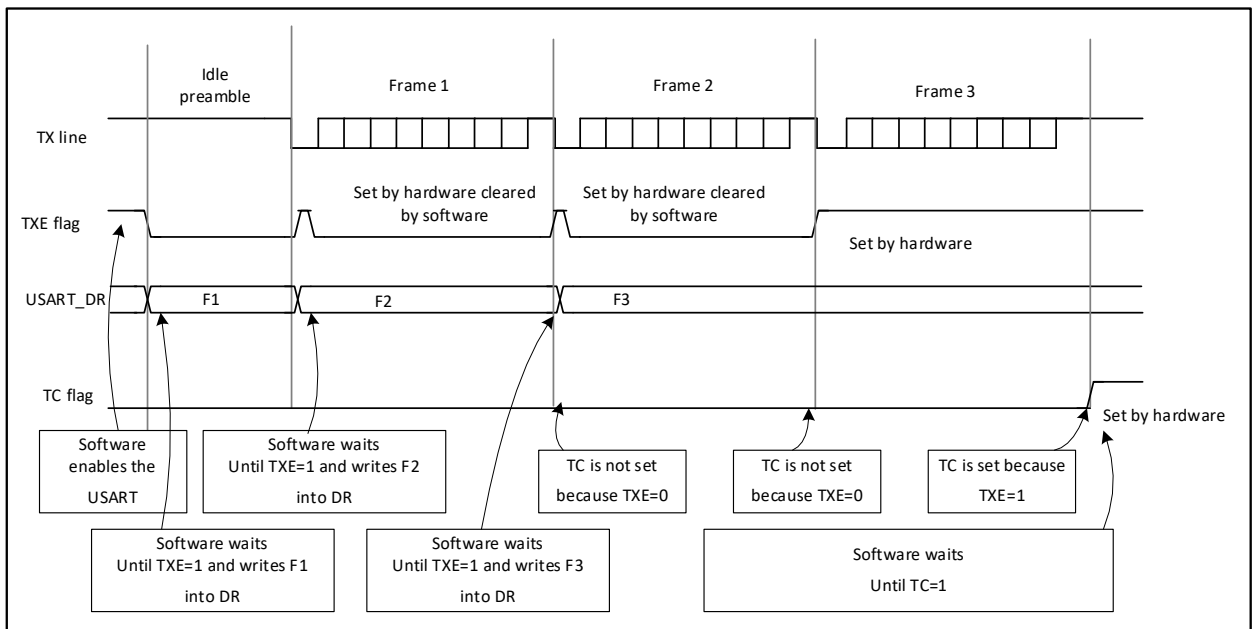 Idle
preamble
Frame 1
Frame 2
Frame 3
TX line
Set by hardware cleared
by software
Set by hardware cleared
by software
TXE flag
Set by hardware
USART_DR
F1
F2
F3
TC flag
Set by hardware
Software
enables the
USART
Software waits
Until TXE=1 and writes F2
into DR
TC is not set
because TXE=0
TC is not set
because TXE=0
TC is set because
TXE=1
Software waits
Until TXE=1 and writes F1
into DR
Software waits
Until TXE=1 and writes F3
into DR
Software waits
Until TC=1